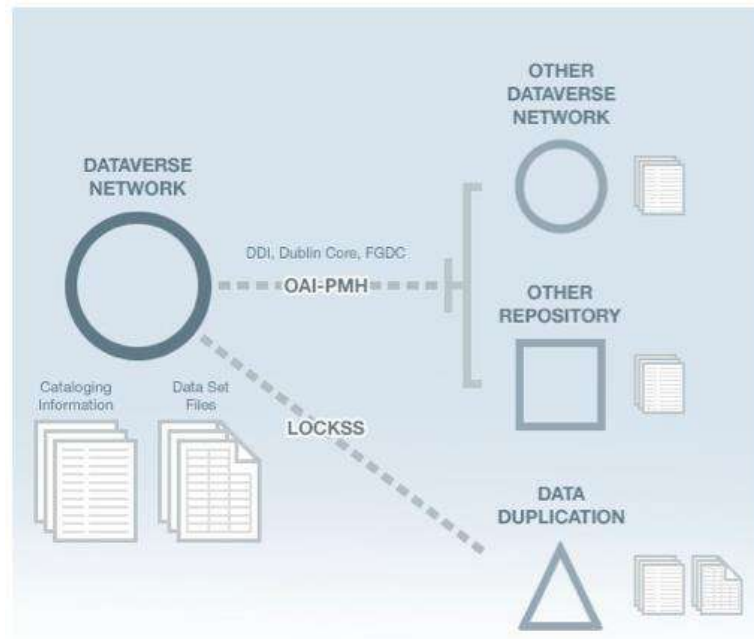 OTHER
DATAVERSE
NETWORK
DATAVERSE
NETWORK
DDI, Dublin Core, FGDC
OAI-PMH
OTHER
REPOSITORY
Cataloging
Information
Data Set
Files
LOCKSS
DATA
DUPLICATION